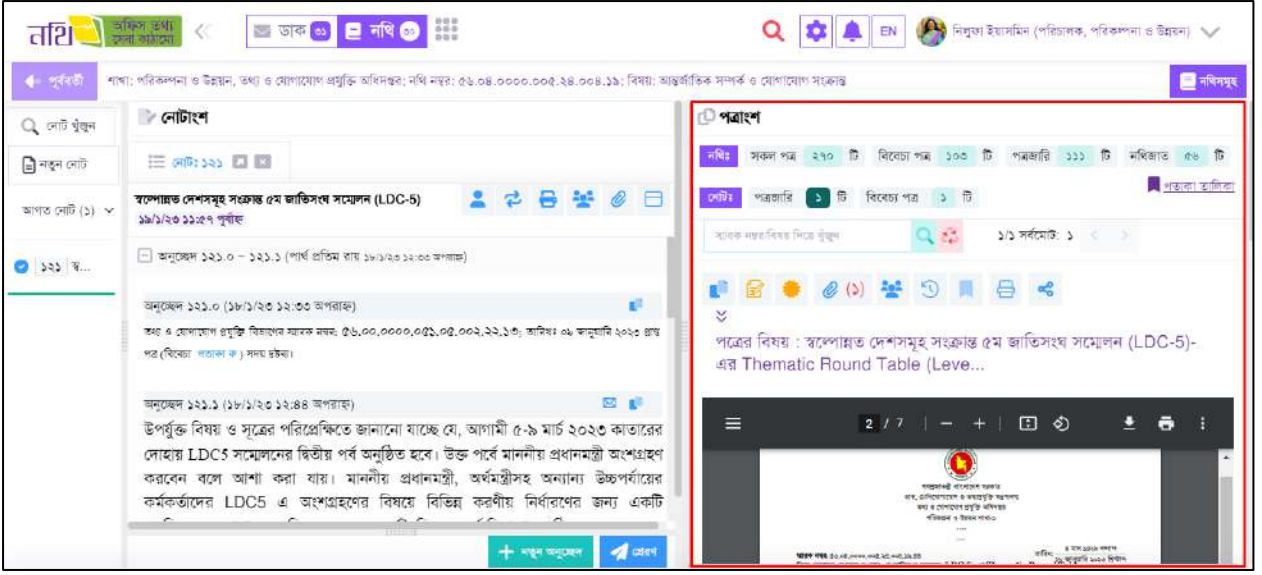 নথি অফিস তথ্য
ডাক ৩১ নথি ৩০
EN নিলুফা ইয়াসমিন (পরিচালক, পরিকল্পনা ও উন্নয়ন)
পূর্ববর্তী শাখা: পরিকল্পনা ও উন্নয়ন, তথ্য ও যোগাযোগ প্রযুক্তি অধিদপ্তর; নথি নম্বর: ৫৬.০৪.০০০০.০০৫.২৪.০০৪.১৯; বিষয়: আন্তর্জাতিক সম্পর্ক ও যোগাযোগ সংক্রান্ত নথিসমূহ
নোট খুঁজুন
নতুন নোট
আগত নোট (১)
১২১ স্ব...
নোটাংশ
নোট: ১২১
স্বল্পোন্নত দেশসমূহ সংক্রান্ত ৫ম জাতিসংঘ সম্মেলন (LDC-5)
১৯/১/২৩ ১১:৫৭ পূর্বাহ্ন
অনুচ্ছেদ ১২১.০ – ১২১.১ (পার্থ প্রতিম রায় ১৮/১/২৩ ১২:৩৩ অপরাহ্ন)
অনুচ্ছেদ ১২১.০ (১৮/১/২৩ ১২:৩৩ অপরাহ্ন)
তথ্য ও যোগাযোগ প্রযুক্তি বিভাগের স্মারক নম্বর: ৫৬.০০.০০০০.০৫১.০৫.০০২.২২.১৩; তারিখঃ ০৯ জানুয়ারি ২০২৩ প্রাপ্ত
পত্র (বিবেচ্য পতাকা ক ) সদয় দ্রষ্টব্য।
অনুচ্ছেদ ১২১.১ (১৮/১/২৩ ১২:৪৪ অপরাহ্ন)
উপর্যুক্ত বিষয় ও সূত্রের পরিপ্রেক্ষিতে জানানো যাচ্ছে যে, আগামী ৫-৯ মার্চ ২০২৩ কাতারের
দোহায় LDC5 সম্মেলনের দ্বিতীয় পর্ব অনুষ্ঠিত হবে। উক্ত পর্বে মাননীয় প্রধানমন্ত্রী অংশগ্রহণ
করবেন বলে আশা করা যায়। মাননীয় প্রধানমন্ত্রী, অর্থমন্ত্রীসহ অন্যান্য উচ্চপর্যায়ের
কর্মকর্তাদের LDC5 এ অংশগ্রহণের বিষয়ে বিভিন্ন করণীয় নির্ধারণের জন্য একটি
+ নতুন অনুচ্ছেদ প্রেরণ
পত্রাংশ
নথিঃ সকল পত্র ২৭০ টি বিবেচ্য পত্র ১০৩ টি পত্রজারি ১১১ টি নথিজাত ৫৬ টি
নোটঃ পত্রজারি ১ টি বিবেচ্য পত্র ১ টি পতাকা তালিকা
স্মারক নম্বর/বিষয় দিয়ে খুঁজুন ১/১ সর্বমোট: ১
(১)
পত্রের বিষয় : স্বল্পোন্নত দেশসমূহ সংক্রান্ত ৫ম জাতিসংঘ সম্মেলন (LDC-5)-
এর Thematic Round Table (Leve...
2 / 7
গণপ্রজাতন্ত্রী বাংলাদেশ সরকার